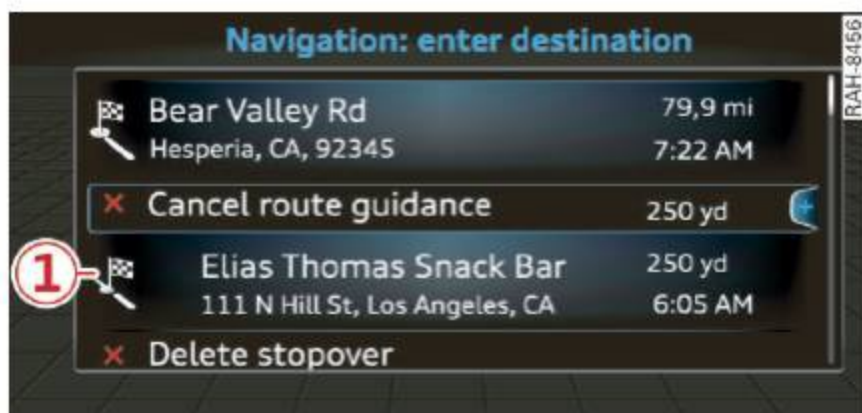 Navigation: enter destination
Bear Valley Rd 79,9 mi
Hesperia, CA, 92345 7:22 AM
Cancel route guidance 250 yd
1 Elias Thomas Snack Bar 250 yd
111 N Hill St, Los Angeles, CA 6:05 AM
Delete stopover
RAH-8456